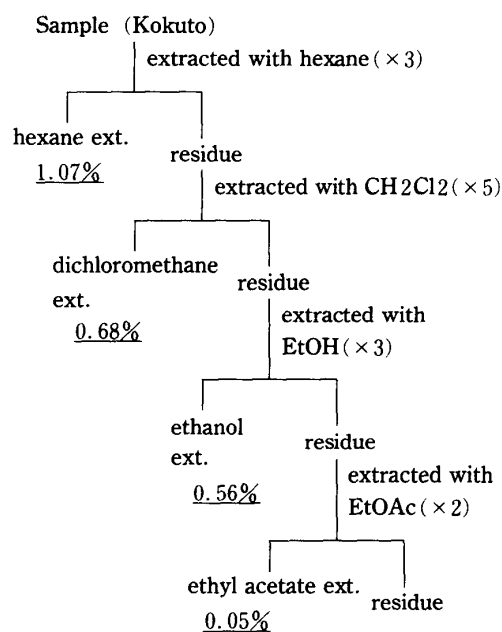 Sample (Kokuto)
extracted with hexane (×3)
hexane ext.
1.07%
residue
extracted with CH2Cl2 (×5)
dichloromethane
ext.
0.68%
residue
extracted with
EtOH (×3)
ethanol
ext.
0.56%
residue
extracted with
EtOAc (×2)
ethyl acetate ext.
0.05%
residue